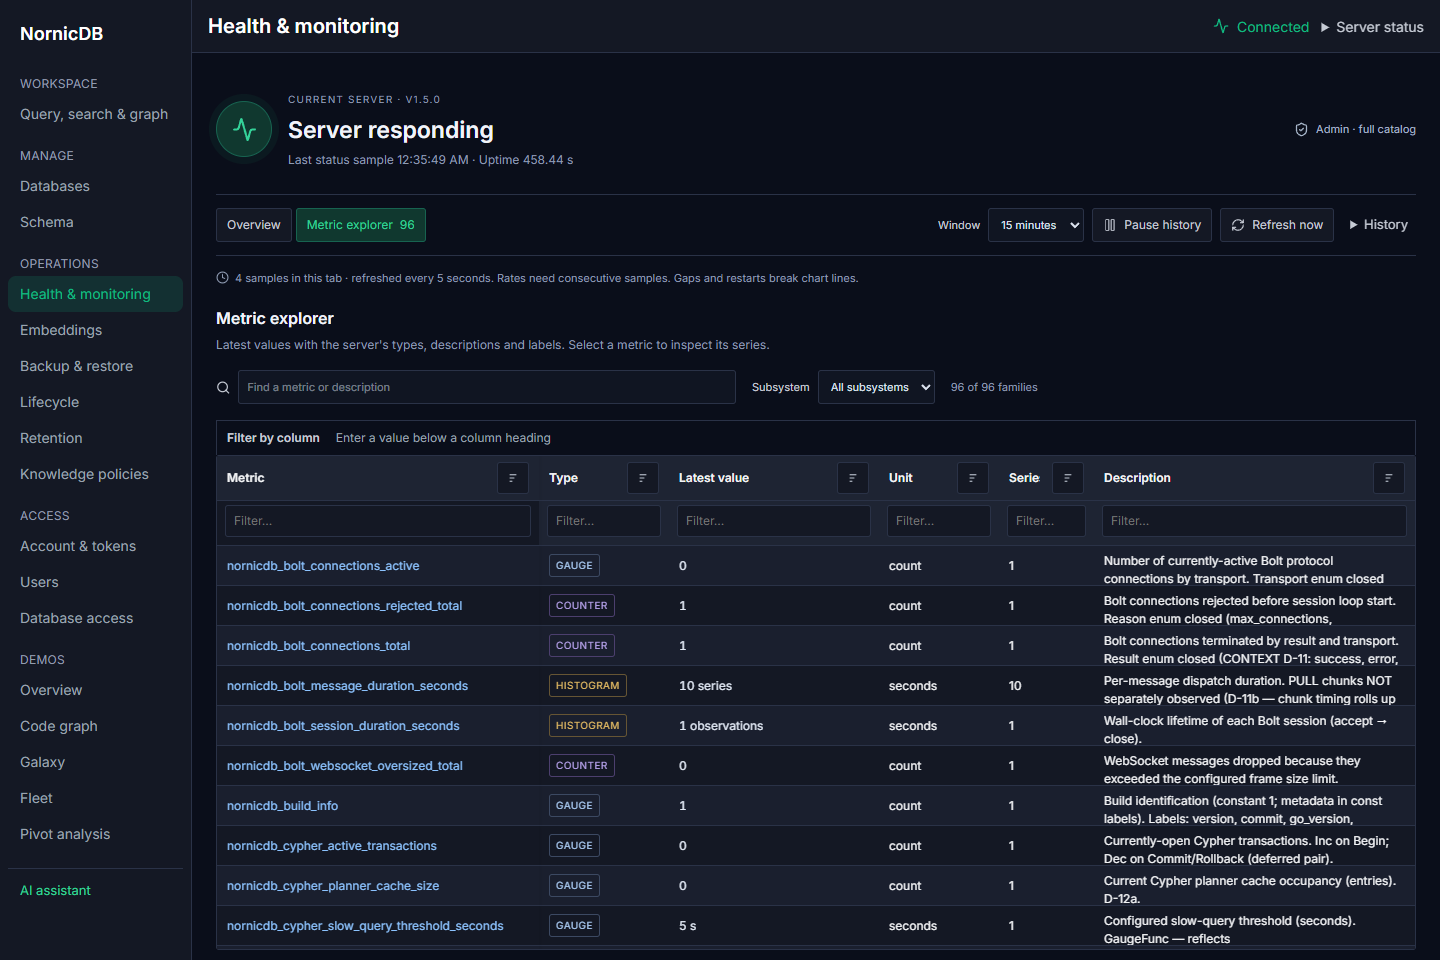 NornicDB
WORKSPACE
Query, search & graph
MANAGE
Databases
Schema
OPERATIONS
Health & monitoring
Embeddings
Backup & restore
Lifecycle
Retention
Knowledge policies
ACCESS
Account & tokens
Users
Database access
DEMOS
Overview
Code graph
Galaxy
Fleet
Pivot analysis
AI assistant
Health & monitoring
Connected
Server status
CURRENT SERVER · V1.5.0
Server responding
Last status sample 12:35:49 AM · Uptime 458.44 s
Admin · full catalog
Overview
Metric explorer 96
Window
15 minutes
Pause history
Refresh now
History
4 samples in this tab · refreshed every 5 seconds. Rates need consecutive samples. Gaps and restarts break chart lines.
Metric explorer
Latest values with the server's types, descriptions and labels. Select a metric to inspect its series.
Find a metric or description
Subsystem
All subsystems
96 of 96 families
Filter by column Enter a value below a column heading
Metric Type Latest value Unit Serie Description
Filter... Filter... Filter... Filter... Filter... Filter...
nornicdb_bolt_connections_active GAUGE 0 count 1 Number of currently-active Bolt protocol
connections by transport. Transport enum closed
nornicdb_bolt_connections_rejected_total COUNTER 1 count 1 Bolt connections rejected before session loop start.
Reason enum closed (max_connections,
nornicdb_bolt_connections_total COUNTER 1 count 1 Bolt connections terminated by result and transport.
Result enum closed (CONTEXT D-11: success, error,
nornicdb_bolt_message_duration_seconds HISTOGRAM 10 series seconds 10 Per-message dispatch duration. PULL chunks NOT
separately observed (D-11b — chunk timing rolls up
nornicdb_bolt_session_duration_seconds HISTOGRAM 1 observations seconds 1 Wall-clock lifetime of each Bolt session (accept →
close).
nornicdb_bolt_websocket_oversized_total COUNTER 0 count 1 WebSocket messages dropped because they
exceeded the configured frame size limit.
nornicdb_build_info GAUGE 1 count 1 Build identification (constant 1; metadata in const
labels). Labels: version, commit, go_version,
nornicdb_cypher_active_transactions GAUGE 0 count 1 Currently-open Cypher transactions. Inc on Begin;
Dec on Commit/Rollback (deferred pair).
nornicdb_cypher_planner_cache_size GAUGE 0 count 1 Current Cypher planner cache occupancy (entries).
D-12a.
nornicdb_cypher_slow_query_threshold_seconds GAUGE 5 s seconds 1 Configured slow-query threshold (seconds).
GaugeFunc — reflects